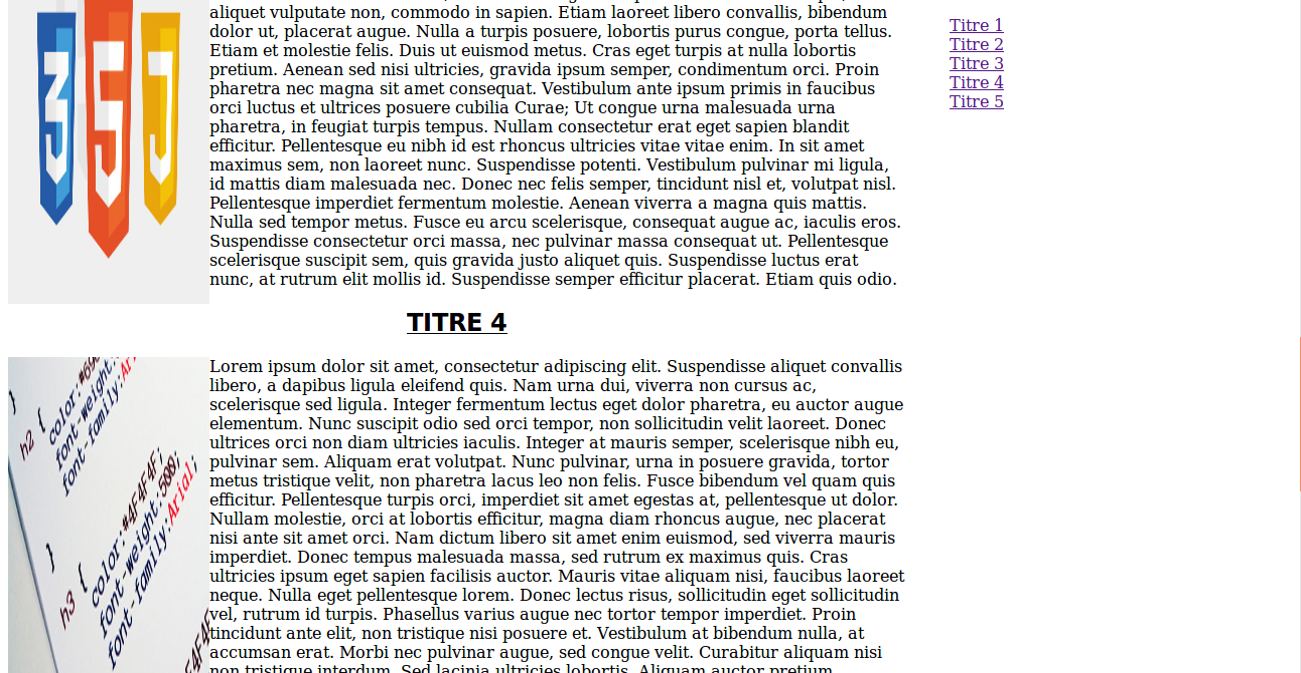 aliquet vulputate non, commodo in sapien. Etiam laoreet libero convallis, bibendum
dolor ut, placerat augue. Nulla a turpis posuere, lobortis purus congue, porta tellus.
Etiam et molestie felis. Duis ut euismod metus. Cras eget turpis at nulla lobortis
pretium. Aenean sed nisi ultricies, gravida ipsum semper, condimentum orci. Proin
pharetra nec magna sit amet consequat. Vestibulum ante ipsum primis in faucibus
orci luctus et ultrices posuere cubilia Curae; Ut congue urna malesuada urna
pharetra, in feugiat turpis tempus. Nullam consectetur erat eget sapien blandit
efficitur. Pellentesque eu nibh id est rhoncus ultricies vitae vitae enim. In sit amet
maximus sem, non laoreet nunc. Suspendisse potenti. Vestibulum pulvinar mi ligula,
id mattis diam malesuada nec. Donec nec felis semper, tincidunt nisl et, volutpat nisl.
Pellentesque imperdiet fermentum molestie. Aenean viverra a magna quis mattis.
Nulla sed tempor metus. Fusce eu arcu scelerisque, consequat augue ac, iaculis eros.
Suspendisse consectetur orci massa, nec pulvinar massa consequat ut. Pellentesque
scelerisque suscipit sem, quis gravida justo aliquet quis. Suspendisse luctus erat
nunc, at rutrum elit mollis id. Suspendisse semper efficitur placerat. Etiam quis odio.
3 5 J
TITRE 4
Lorem ipsum dolor sit amet, consectetur adipiscing elit. Suspendisse aliquet convallis
libero, a dapibus ligula eleifend quis. Nam urna dui, viverra non cursus ac,
scelerisque sed ligula. Integer fermentum lectus eget dolor pharetra, eu auctor augue
elementum. Nunc suscipit odio sed orci tempor, non sollicitudin velit laoreet. Donec
ultrices orci non diam ultricies iaculis. Integer at mauris semper, scelerisque nibh eu,
pulvinar sem. Aliquam erat volutpat. Nunc pulvinar, urna in posuere gravida, tortor
metus tristique velit, non pharetra lacus leo non felis. Fusce bibendum vel quam quis
efficitur. Pellentesque turpis orci, imperdiet sit amet egestas at, pellentesque ut dolor.
Nullam molestie, orci at lobortis efficitur, magna diam rhoncus augue, nec placerat
nisi ante sit amet orci. Nam dictum libero sit amet enim euismod, sed viverra mauris
imperdiet. Donec tempus malesuada massa, sed rutrum ex maximus quis. Cras
ultricies ipsum eget sapien facilisis auctor. Mauris vitae aliquam nisi, faucibus laoreet
neque. Nulla eget pellentesque lorem. Donec lectus risus, sollicitudin eget sollicitudin
vel, rutrum id turpis. Phasellus varius augue nec tortor tempor imperdiet. Proin
tincidunt ante elit, non tristique nisi posuere et. Vestibulum at bibendum nulla, at
accumsan erat. Morbi nec pulvinar augue, sed congue velit. Curabitur aliquam nisi
non tristique interdum. Sed lacinia ultricies lobortis. Aliquam auctor pretium
}
h2 {
color:#69
font-weight:
font-family:Ar
}
h3 {
color:#4F4F4F;
font-weight:500;
font-family:Arial;
Titre 1
Titre 2
Titre 3
Titre 4
Titre 5